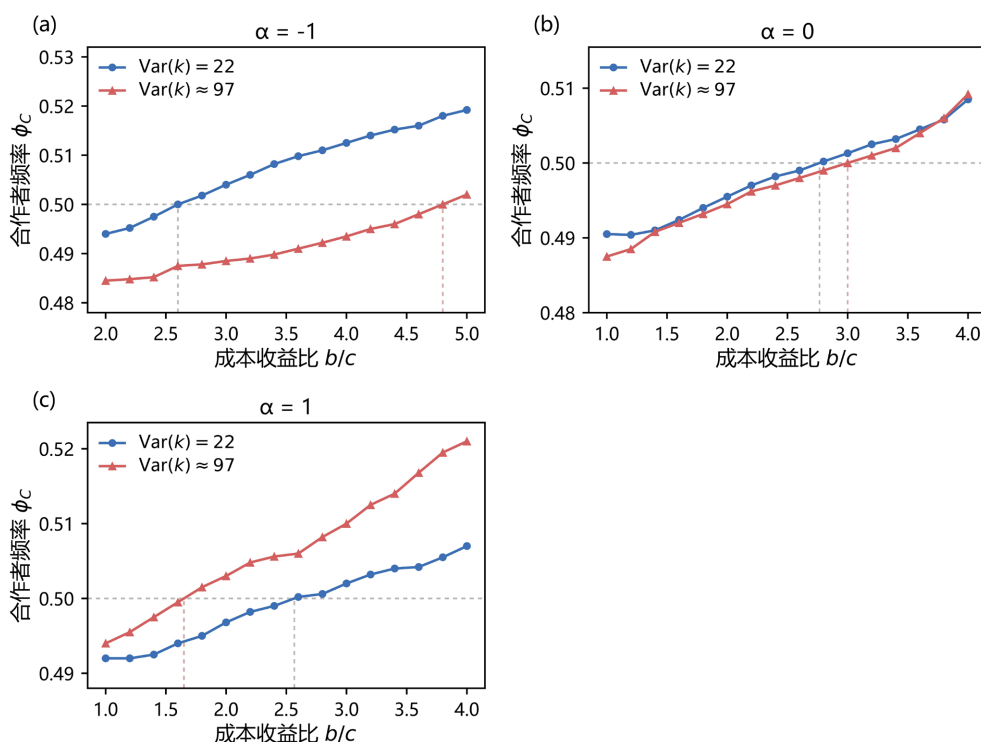 (a)
α = -1
Var(k) = 22
Var(k) ≈ 97
合作者频率 ϕC
0.53
0.52
0.51
0.50
0.49
0.48
2.0 2.5 3.0 3.5 4.0 4.5 5.0
成本收益比 b/c
(b)
α = 0
Var(k) = 22
Var(k) ≈ 97
合作者频率 ϕC
0.51
0.50
0.49
0.48
1.0 1.5 2.0 2.5 3.0 3.5 4.0
成本收益比 b/c
(c)
α = 1
Var(k) = 22
Var(k) ≈ 97
合作者频率 ϕC
0.52
0.51
0.50
0.49
1.0 1.5 2.0 2.5 3.0 3.5 4.0
成本收益比 b/c